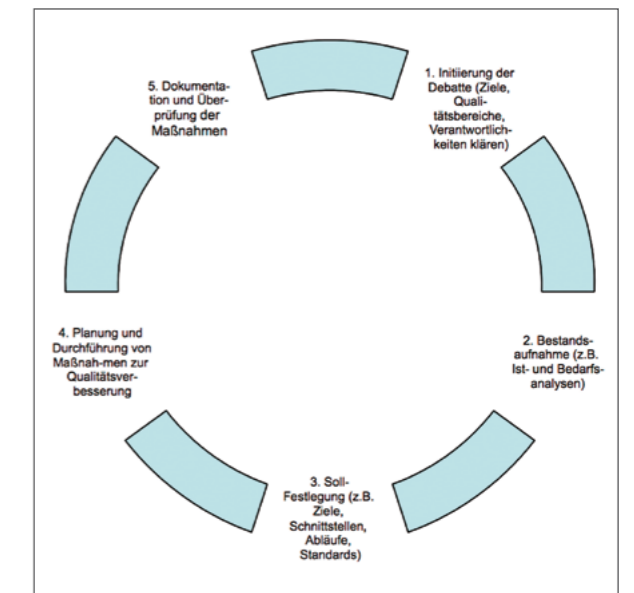 1. Initiierung der
Debatte (Ziele,
Quali-
tätsbereiche,
Verantwortlich-
keiten klären)
2. Bestands-
aufnahme (z.B.
Ist- und Bedarfs-
analysen)
3. Soll-
Festlegung (z.B.
Ziele,
Schnittstellen,
Abläufe,
Standards)
4. Planung und
Durchführung von
Maßnah-men zur
Qualitätsver-
besserung
5. Dokumenta-
tion und Über-
prüfung der
Maßnahmen